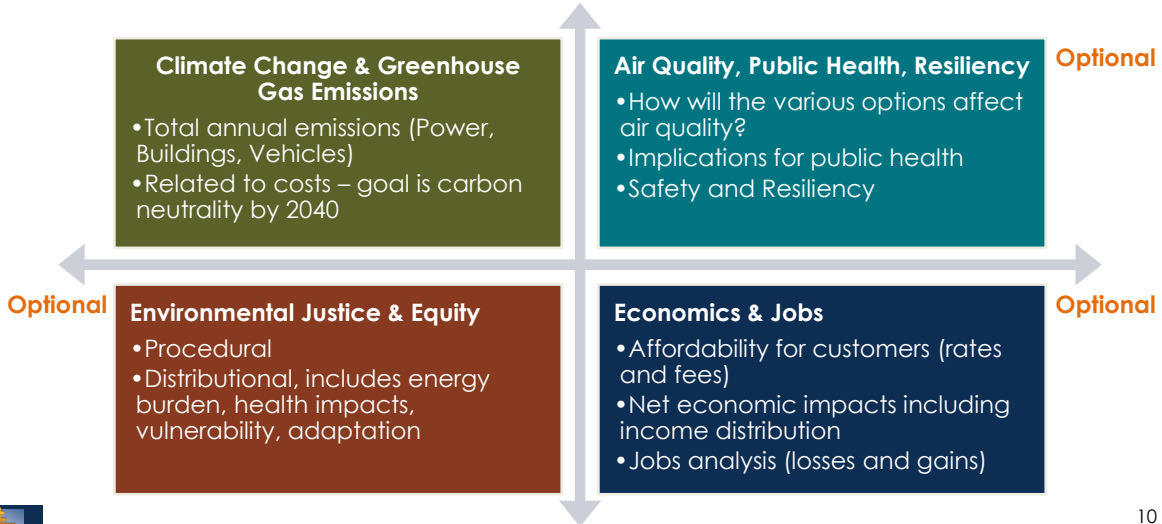 Climate Change & Greenhouse
Gas Emissions
•Total annual emissions (Power,
Buildings, Vehicles)
•Related to costs – goal is carbon
neutrality by 2040
Air Quality, Public Health, Resiliency
•How will the various options affect
air quality?
•Implications for public health
•Safety and Resiliency
Optional
Optional
Environmental Justice & Equity
•Procedural
•Distributional, includes energy
burden, health impacts,
vulnerability, adaptation
Economics & Jobs
•Affordability for customers (rates
and fees)
•Net economic impacts including
income distribution
•Jobs analysis (losses and gains)
Optional
10